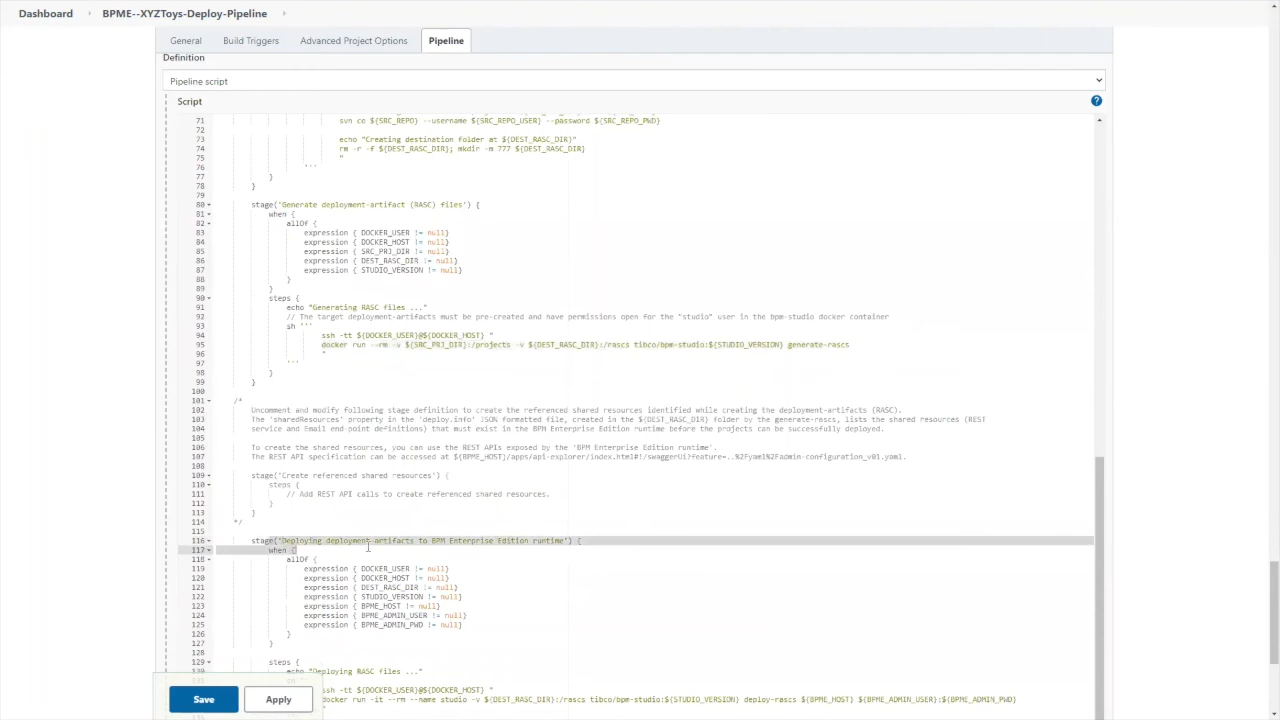 Dashboard › BPME--XYZToys-Deploy-Pipeline ›
General Build Triggers Advanced Project Options Pipeline
Definition
Pipeline script
Script
71 svn co ${SRC_REPO} --username ${SRC_REPO_USER} --password ${SRC_REPO_PWD}
72
73 echo "Creating destination folder at ${DEST_RASC_DIR}"
74 rm -r -f ${DEST_RASC_DIR}; mkdir -m 777 ${DEST_RASC_DIR}
75 "
76 '''
77 }
78 }
79
80 stage('Generate deployment-artifact (RASC) files') {
81 when {
82 allOf {
83 expression { DOCKER_USER != null}
84 expression { DOCKER_HOST != null}
85 expression { SRC_PRJ_DIR != null}
86 expression { DEST_RASC_DIR != null}
87 expression { STUDIO_VERSION != null}
88 }
89 }
90 steps {
91 echo "Generating RASC files ..."
92 // The target deployment-artifacts must be pre-created and have permissions open for the "studio" user in the bpm-studio docker container
93 sh '''
94 ssh -tt ${DOCKER_USER}@${DOCKER_HOST} "
95 docker run --rm -v ${SRC_PRJ_DIR}:/projects -v ${DEST_RASC_DIR}:/rascs tibco/bpm-studio:${STUDIO_VERSION} generate-rascs
96 "
97 '''
98 }
99 }
100
101 /*
102 Uncomment and modify following stage definition to create the referenced shared resources identified while creating the deployment-artifacts (RASC).
103 The 'sharedResources' property in the 'deploy.info' JSON formatted file, created in the ${DEST_RASC_DIR} folder by the generate-rascs, lists the shared resources (REST
104 service and Email end-point definitions) that must exist in the BPM Enterprise Edition runtime before the projects can be successfully deployed.
105
106 To create the shared resources, you can use the REST APIs exposed by the 'BPM Enterprise Edition runtime'.
107 The REST API specification can be accessed at ${BPME_HOST}/apps/api-explorer/index.html#!/swaggerUi?feature=..%2Fyaml%2Fadmin-configuration_v01.yaml.
108
109 stage('Create referenced shared resources') {
110 steps {
111 // Add REST API calls to create referenced shared resources.
112 }
113 }
114 */
115
116 stage('Deploying deployment-artifacts to BPM Enterprise Edition runtime') {
117 when {
118 allOf {
119 expression { DOCKER_USER != null}
120 expression { DOCKER_HOST != null}
121 expression { DEST_RASC_DIR != null}
122 expression { STUDIO_VERSION != null}
123 expression { BPME_HOST != null}
124 expression { BPME_ADMIN_USER != null}
125 expression { BPME_ADMIN_PWD != null}
126 }
127 }
128
129 steps {
echo "Deploying RASC files ..."
ssh -tt ${DOCKER_USER}@${DOCKER_HOST} "
docker run -it --rm --name studio -v ${DEST_RASC_DIR}:/rascs tibco/bpm-studio:${STUDIO_VERSION} deploy-rascs ${BPME_HOST} ${BPME_ADMIN_USER}:${BPME_ADMIN_PWD}
Save Apply